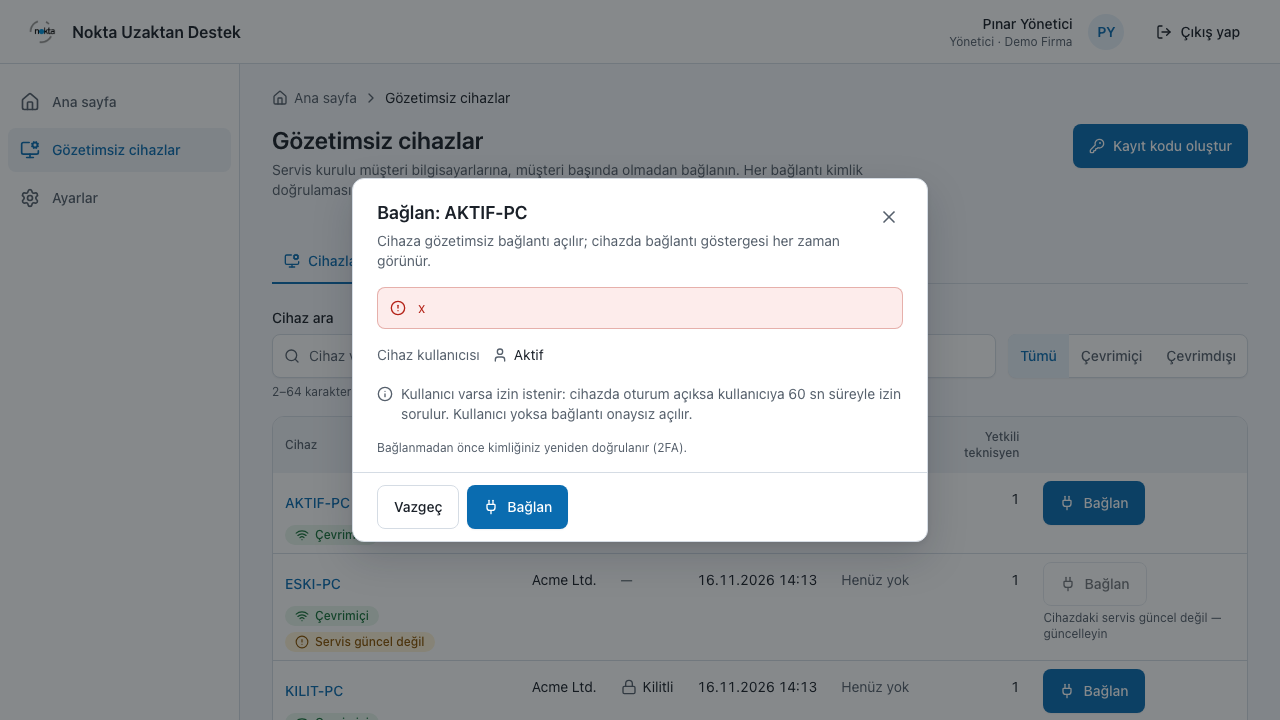 nokta
Nokta Uzaktan Destek
Pınar Yönetici
Yönetici · Demo Firma
PY
Çıkış yap
Ana sayfa
Gözetimsiz cihazlar
Ayarlar
Ana sayfa
Gözetimsiz cihazlar
Gözetimsiz cihazlar
Servis kurulu müşteri bilgisayarlarına, müşteri başında olmadan bağlanın. Her bağlantı kimlik
doğrulaması
Kayıt kodu oluştur
Bağlan: AKTIF-PC
Cihaza gözetimsiz bağlantı açılır; cihazda bağlantı göstergesi her zaman
görünür.
x
Cihaz kullanıcısı Aktif
Kullanıcı varsa izin istenir: cihazda oturum açıksa kullanıcıya 60 sn süreyle izin
sorulur. Kullanıcı yoksa bağlantı onaysız açılır.
Bağlanmadan önce kimliğiniz yeniden doğrulanır (2FA).
Vazgeç
Bağlan
Cihaz ara
Cihaz
Tümü Çevrimiçi Çevrimdışı
2–64 karakter
Cihaz
Yetkili
teknisyen
AKTIF-PC
1
Bağlan
ESKI-PC
Çevrimiçi
Servis güncel değil
Acme Ltd. — 16.11.2026 14:13 Henüz yok 1
Bağlan
Cihazdaki servis güncel değil —
güncelleyin
KILIT-PC
Acme Ltd. Kilitli 16.11.2026 14:13 Henüz yok 1
Bağlan